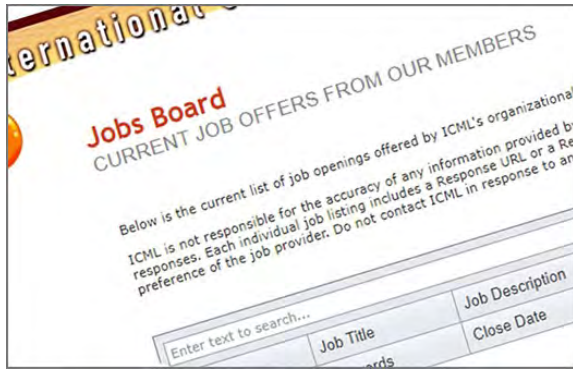 ternational
Jobs Board
CURRENT JOB OFFERS FROM OUR MEMBERS
Below is the current list of job openings offered by ICML's organizational
ICML is not responsible for the accuracy of any information provided b
responses. Each individual job listing includes a Response URL or a Re
preference of the job provider. Do not contact ICML in response to an
Enter text to search...
Job Title
Job Description
rds
Close Date